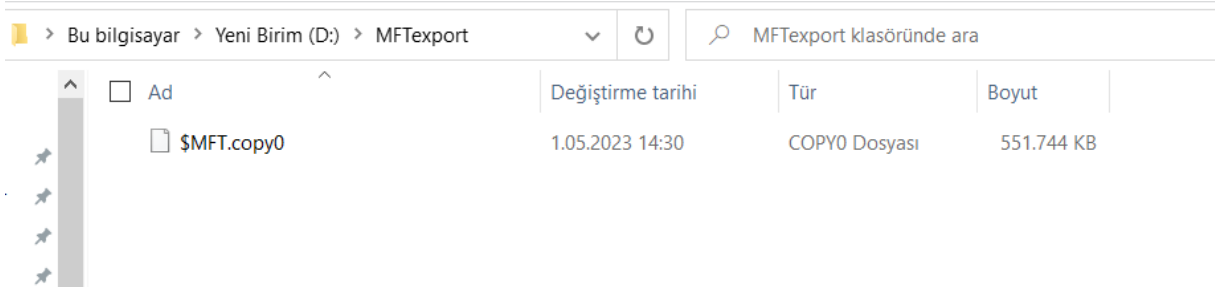 Bu bilgisayar > Yeni Birim (D:) > MFTexport MFTexport klasöründe ara
Ad Değiştirme tarihi Tür Boyut
$MFT.copy0 1.05.2023 14:30 COPY0 Dosyası 551.744 KB